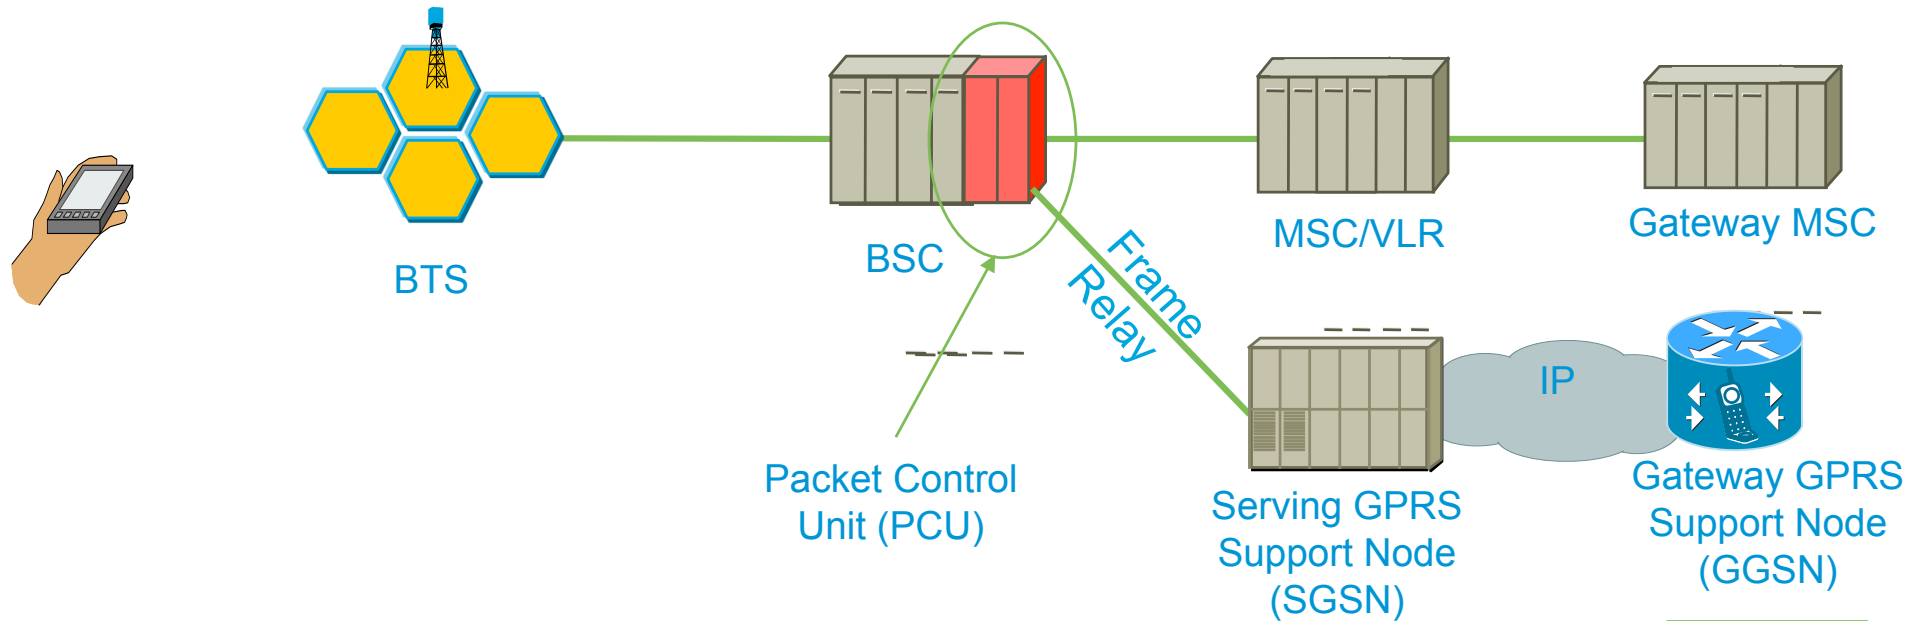 BTS
BSC
MSC/VLR
Gateway MSC
Frame
Relay
IP
Packet Control
Unit (PCU)
Serving GPRS
Support Node
(SGSN)
Gateway GPRS
Support Node
(GGSN)